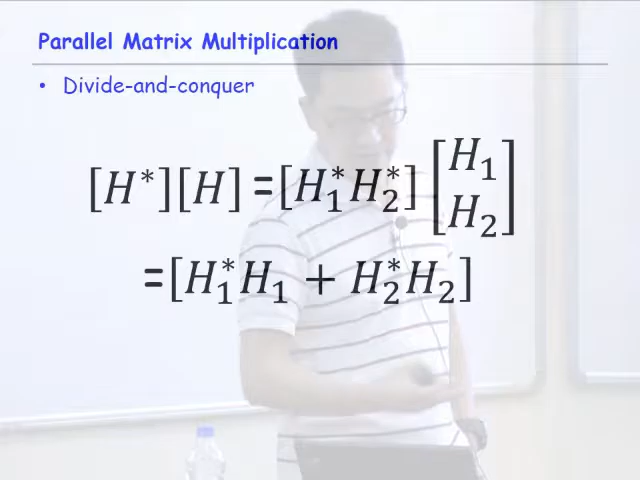 Parallel Matrix Multiplication
• Divide-and-conquer
[H*][H] = [H₁*H₂*] [H₁
H₂]
= [H₁*H₁ + H₂*H₂]